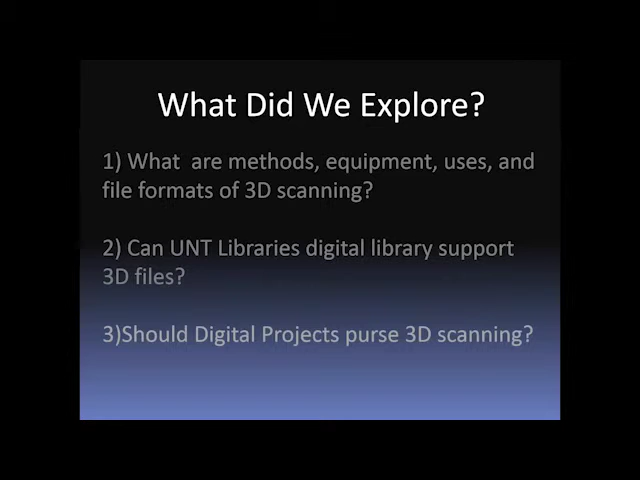 What Did We Explore?
1) What are methods, equipment, uses, and
file formats of 3D scanning?
2) Can UNT Libraries digital library support
3D files?
3)Should Digital Projects purse 3D scanning?